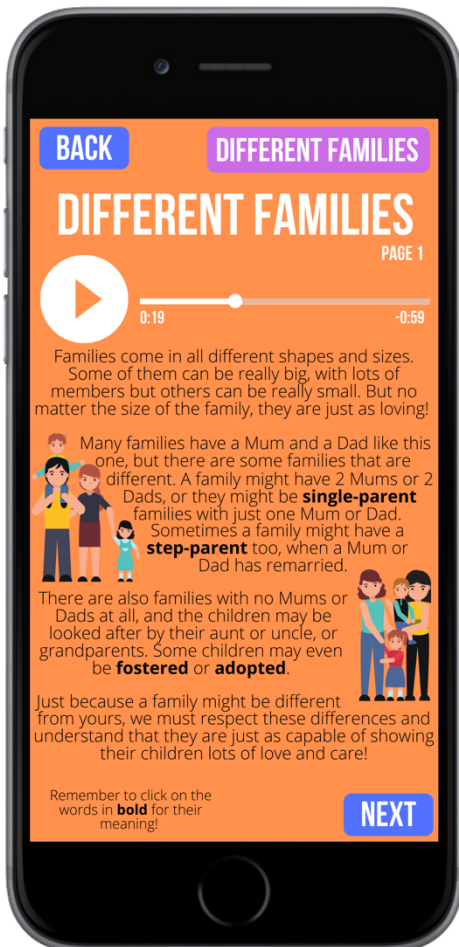 BACK
DIFFERENT FAMILIES
DIFFERENT FAMILIES
PAGE 1
0:19
-0:59
Families come in all different shapes and sizes.
Some of them can be really big, with lots of
members but others can be really small. But no
matter the size of the family, they are just as loving!
Many families have a Mum and a Dad like this
one, but there are some families that are
different. A family might have 2 Mums or 2
Dads, or they might be single-parent
families with just one Mum or Dad.
Sometimes a family might have a
step-parent too, when a Mum or
Dad has remarried.
There are also families with no Mums or
Dads at all, and the children may be
looked after by their aunt or uncle, or
grandparents. Some children may even
be fostered or adopted.
Just because a family might be different
from yours, we must respect these differences and
understand that they are just as capable of showing
their children lots of love and care!
Remember to click on the
words in bold for their
meaning!
NEXT